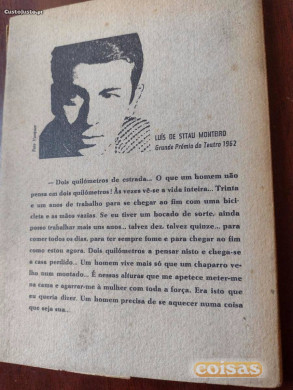 CustoJusto.pt
LUÍS DE STTAU MONTEIRO
Grande Prémio de Teatro 1962
— Dois quilómetros de estrada... O que um homem não
pensa em dois quilómetros! Às vezes vê-se a vida inteira... Trinta
e um anos de trabalho para se chegar ao fim com uma bici-
cleta e as mãos vazias. Se eu tiver um bocado de sorte, ainda
posso trabalhar mais uns anos... talvez dez, talvez quinze... para
comer todos os dias, para ter sempre fome e para chegar ao fim
como estou agora. Dois quilómetros a pensar nisto e chega-se
a casa perdido... Um homem vive mais só que um chaparro ve-
lho num montado... É nessas alturas que me apetece meter-me
na cama e agarrar-me à mulher com toda a força. Era isto que
eu queria dizer. Um homem precisa de se aquecer numa coisa
que seja sua...
coisas